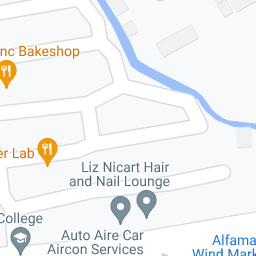 nc Bakeshop
er Lab
Liz Nicart Hair
and Nail Lounge
College
Auto Aire Car
Aircon Services
Alfama
Wind Mark